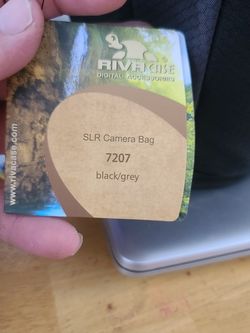 RIVACASE
DIGITAL Accessories
SLR Camera Bag
7207
black/grey
www.rivacase.com